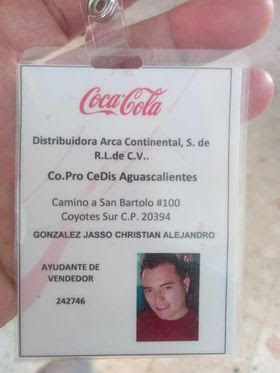 Coca-Cola
Distribuidora Arca Continental, S. de
R.L.de C.V..
Co.Pro CeDis Aguascalientes
Camino a San Bartolo #100
Coyotes Sur C.P. 20394
GONZALEZ JASSO CHRISTIAN ALEJANDRO
AYUDANTE DE
VENDEDOR
242746